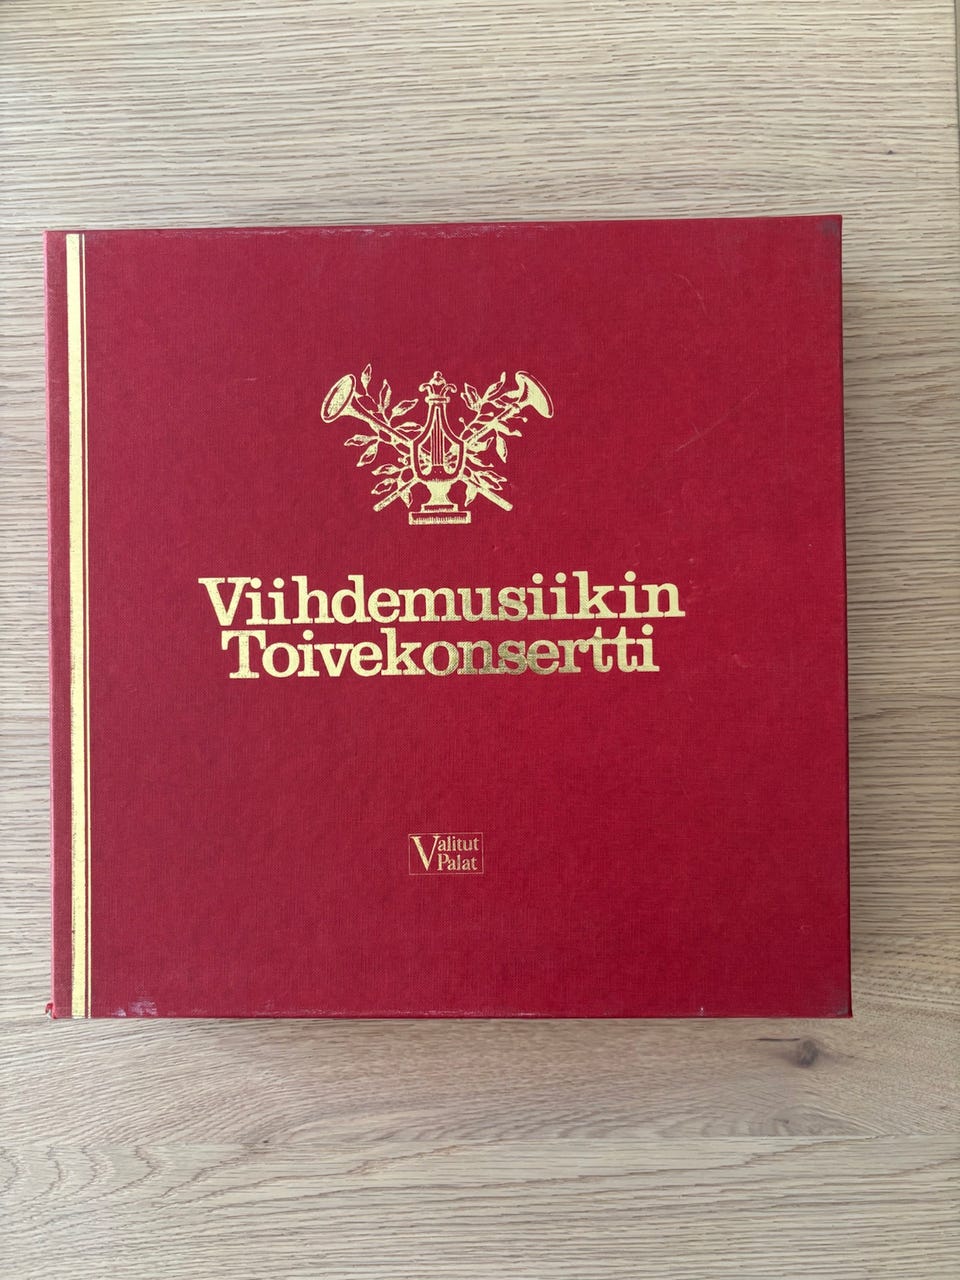 Viihdemusiikin
Toivekonsertti
Valitut
Palat